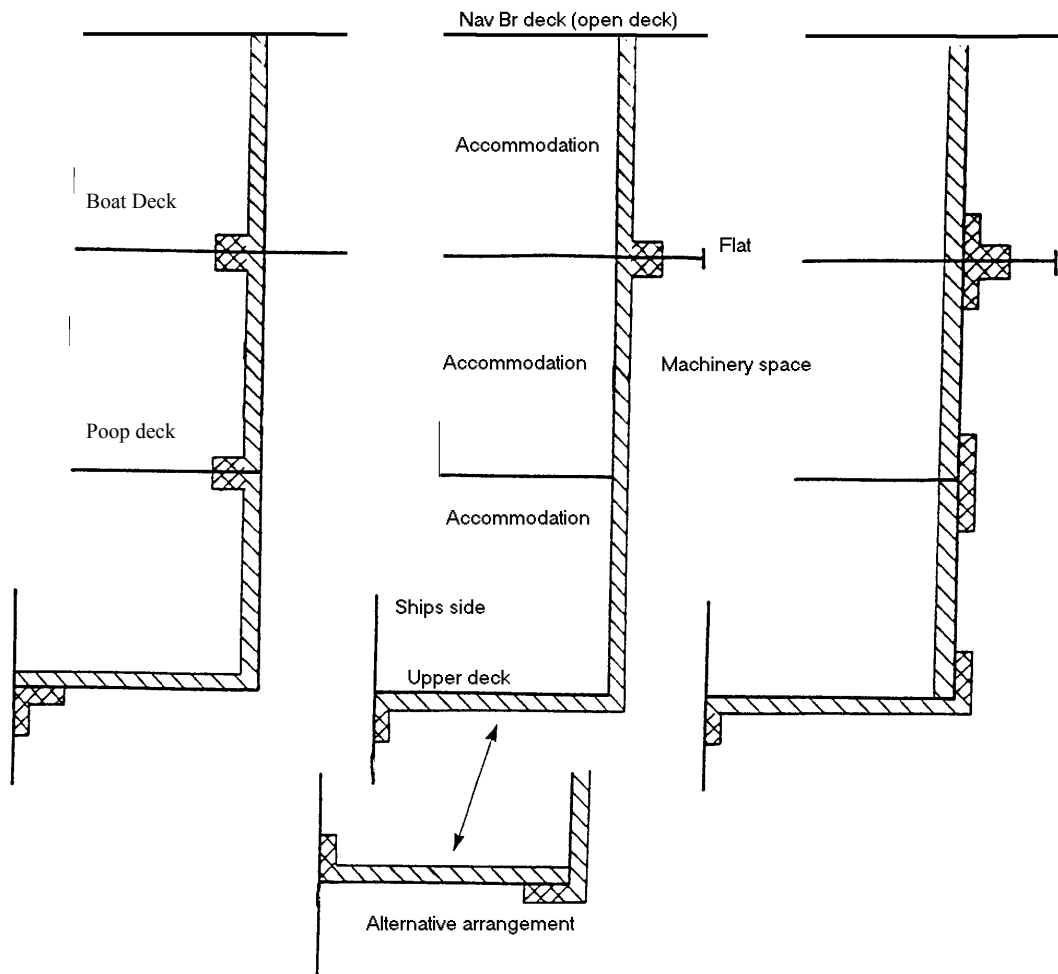 Nav Br deck (open deck)
Accommodation
Boat Deck
Flat
Accommodation
Machinery space
Poop deck
Accommodation
Ships side
Upper deck
Alternative arrangement